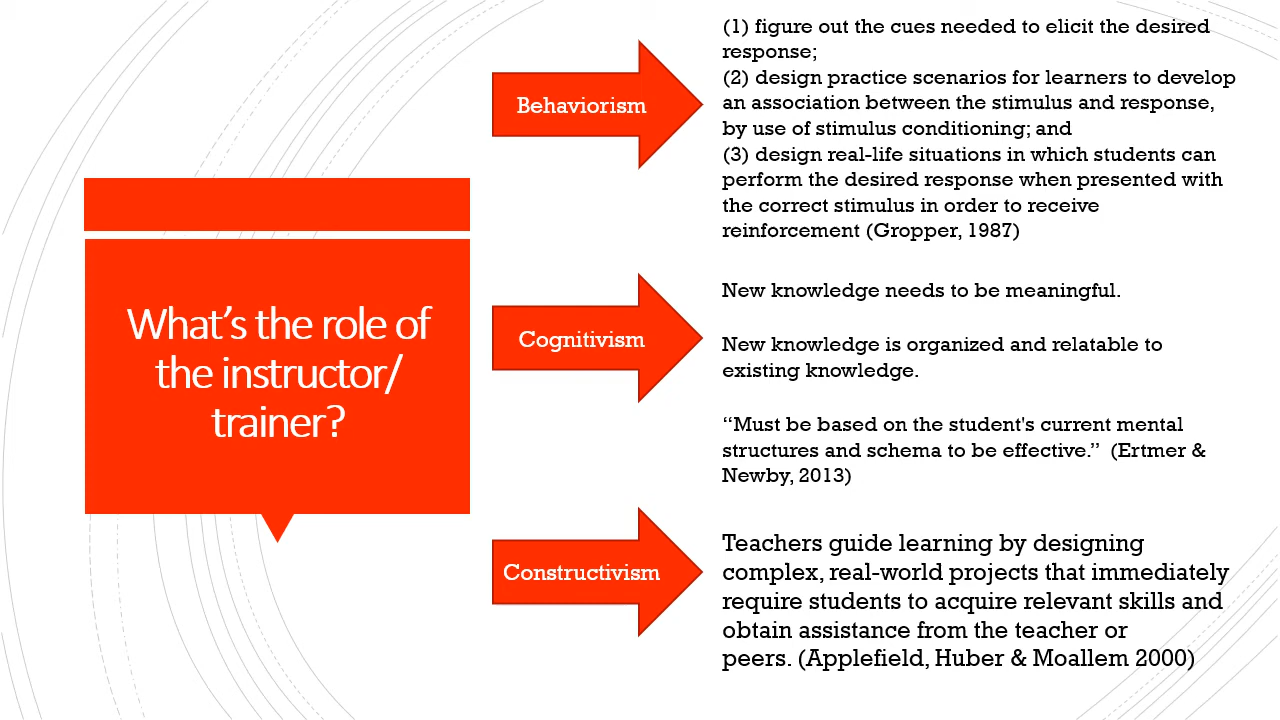 What's the role of
the instructor/
trainer?
Behaviorism
(1) figure out the cues needed to elicit the desired
response;
(2) design practice scenarios for learners to develop
an association between the stimulus and response,
by use of stimulus conditioning; and
(3) design real-life situations in which students can
perform the desired response when presented with
the correct stimulus in order to receive
reinforcement (Gropper, 1987)
Cognitivism
New knowledge needs to be meaningful.
New knowledge is organized and relatable to
existing knowledge.
“Must be based on the student's current mental
structures and schema to be effective.” (Ertmer &
Newby, 2013)
Constructivism
Teachers guide learning by designing
complex, real-world projects that immediately
require students to acquire relevant skills and
obtain assistance from the teacher or
peers. (Applefield, Huber & Moallem 2000)